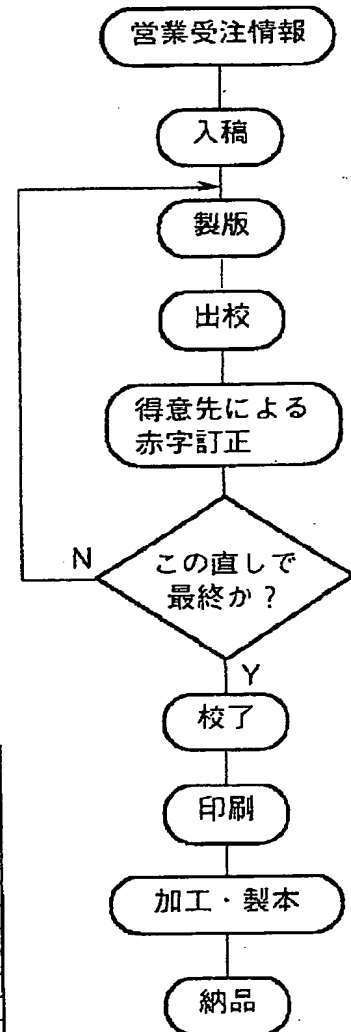 営業受注情報
入稿
製版
出校
得意先による
赤字訂正
この直しで
最終か？
N
Y
校了
印刷
加工・製本
納品